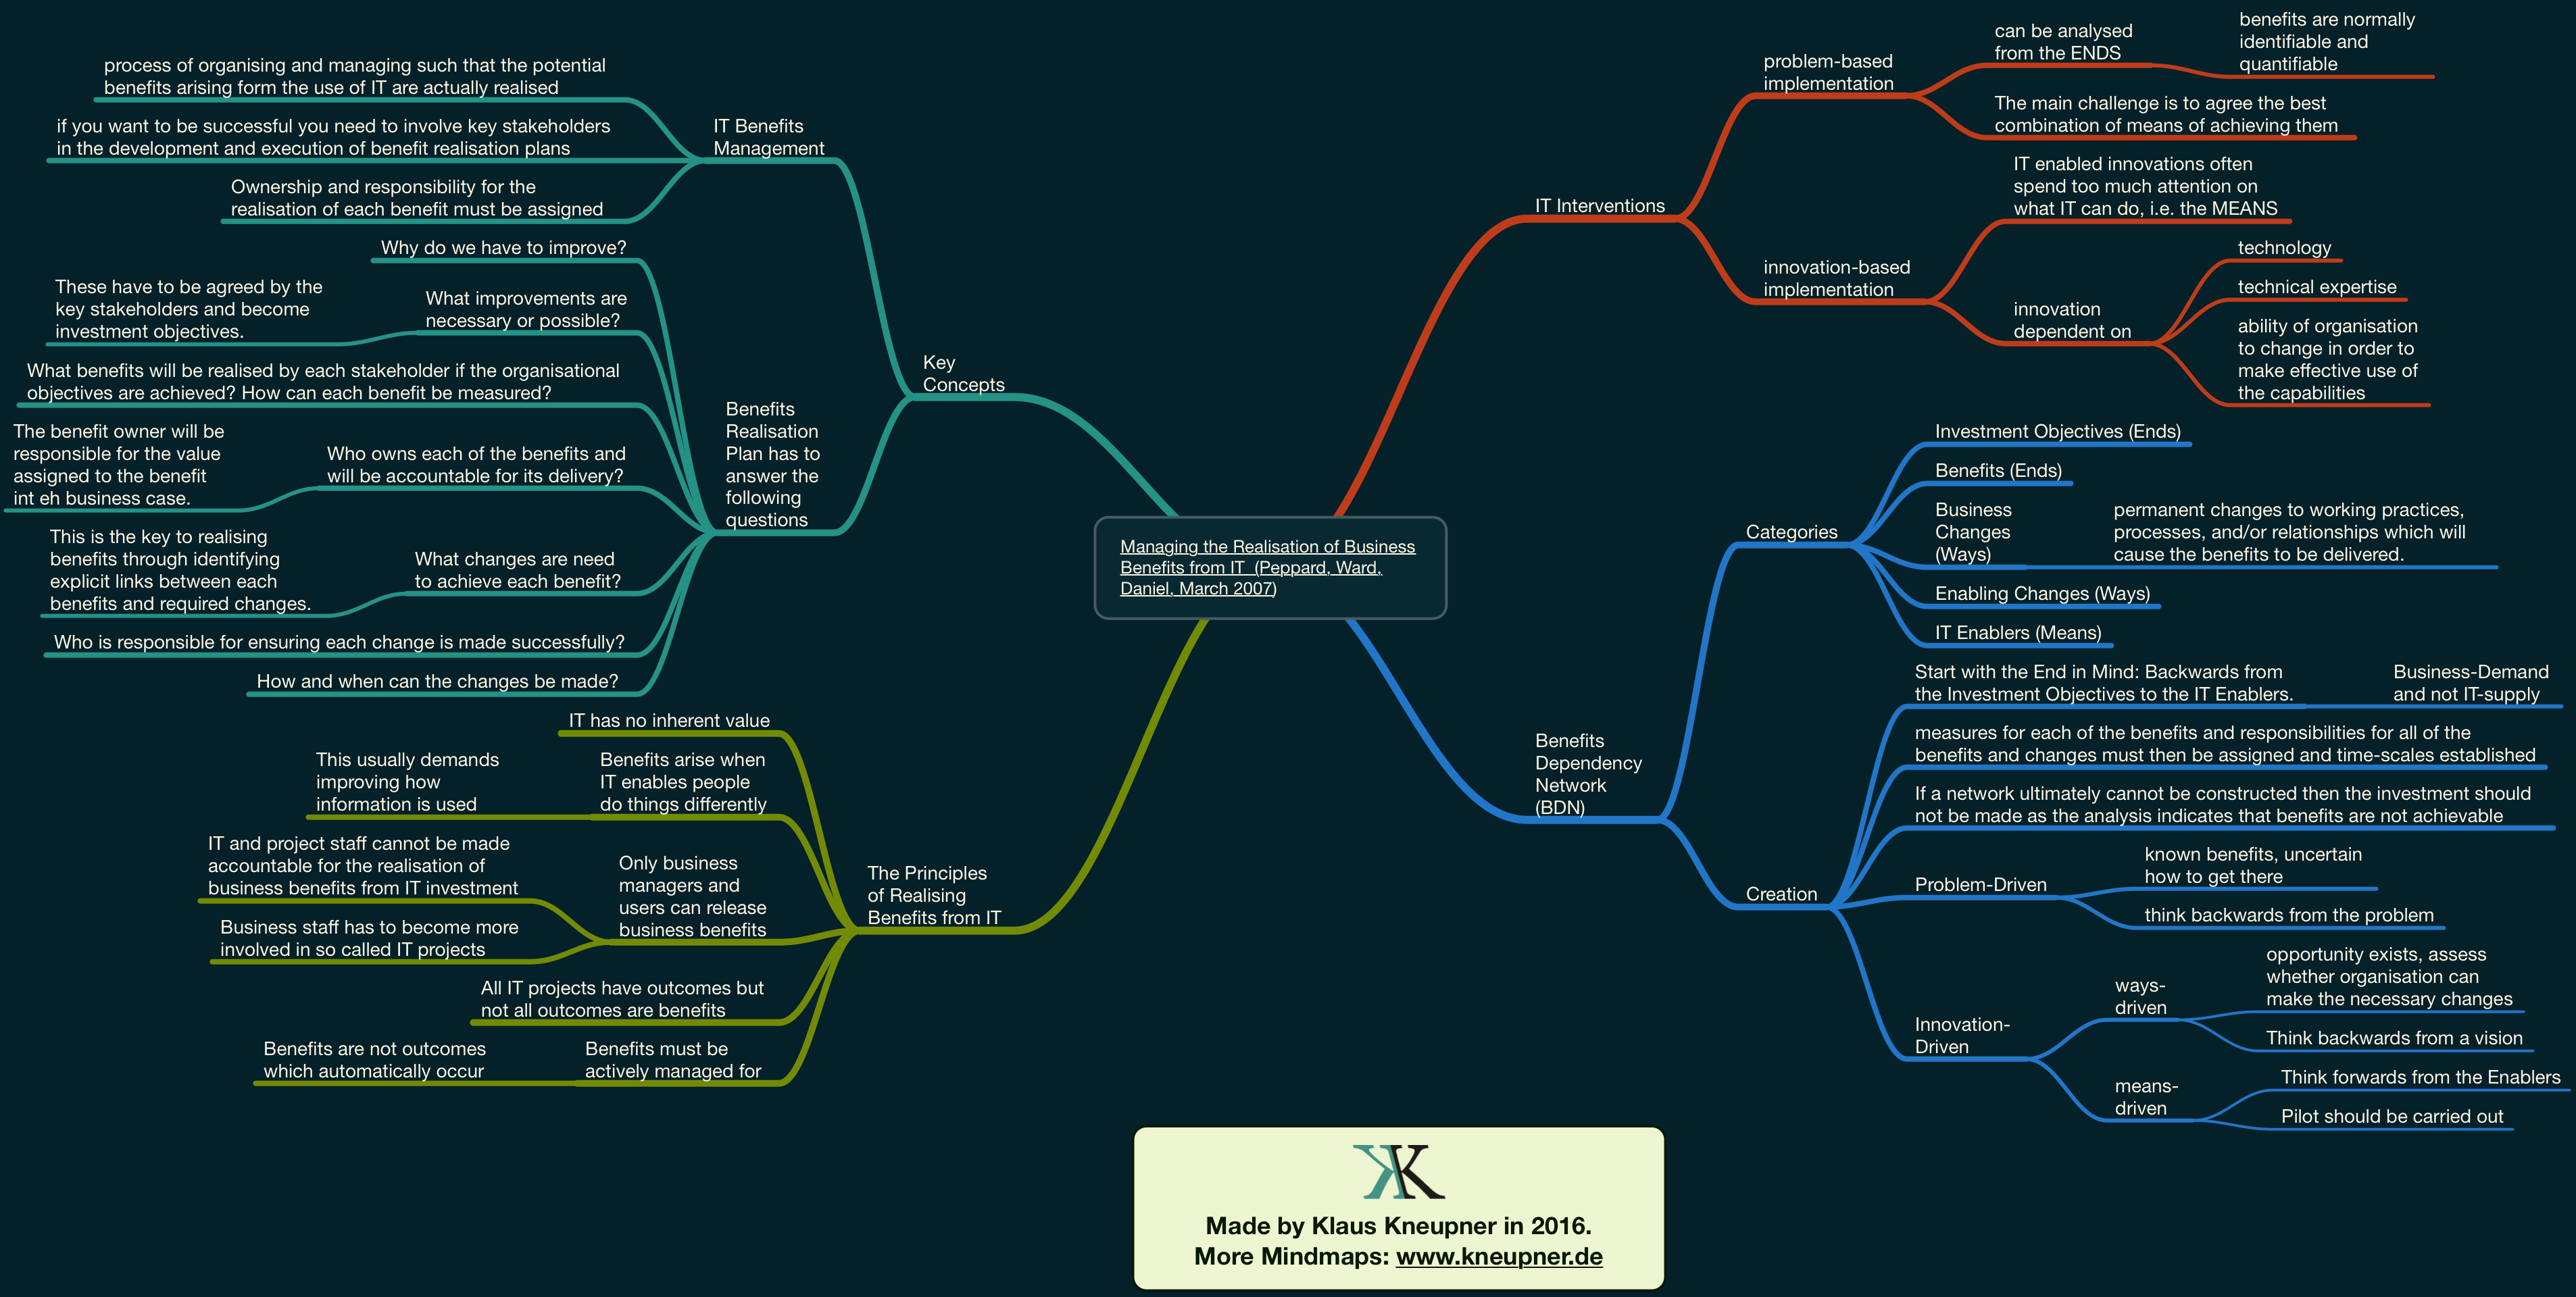 Managing the Realisation of Business
Benefits from IT  (Peppard, Ward,
Daniel, March 2007)
Key
Concepts
IT Benefits
Management
process of organising and managing such that the potential
benefits arising form the use of IT are actually realised
if you want to be successful you need to involve key stakeholders
in the development and execution of benefit realisation plans
Ownership and responsibility for the
realisation of each benefit must be assigned
Benefits
Realisation
Plan has to
answer the
following
questions
Why do we have to improve?
What improvements are
necessary or possible?
These have to be agreed by the
key stakeholders and become
investment objectives.
What benefits will be realised by each stakeholder if the organisational
objectives are achieved? How can each benefit be measured?
Who owns each of the benefits and
will be accountable for its delivery?
The benefit owner will be
responsible for the value
assigned to the benefit
int eh business case.
What changes are need
to achieve each benefit?
This is the key to realising
benefits through identifying
explicit links between each
benefits and required changes.
Who is responsible for ensuring each change is made successfully?
How and when can the changes be made?
The Principles
of Realising
Benefits from IT
IT has no inherent value
Benefits arise when
IT enables people
do things differently
This usually demands
improving how
information is used
Only business
managers and
users can release
business benefits
IT and project staff cannot be made
accountable for the realisation of
business benefits from IT investment
Business staff has to become more
involved in so called IT projects
All IT projects have outcomes but
not all outcomes are benefits
Benefits must be
actively managed for
Benefits are not outcomes
which automatically occur
IT Interventions
problem-based
implementation
can be analysed
from the ENDS
benefits are normally
identifiable and
quantifiable
The main challenge is to agree the best
combination of means of achieving them
innovation-based
implementation
IT enabled innovations often
spend too much attention on
what IT can do, i.e. the MEANS
innovation
dependent on
technology
technical expertise
ability of organisation
to change in order to
make effective use of
the capabilities
Benefits
Dependency
Network
(BDN)
Categories
Investment Objectives (Ends)
Benefits (Ends)
Business
Changes
(Ways)
permanent changes to working practices,
processes, and/or relationships which will
cause the benefits to be delivered.
Enabling Changes (Ways)
IT Enablers (Means)
Creation
Start with the End in Mind: Backwards from
the Investment Objectives to the IT Enablers.
Business-Demand
and not IT-supply
measures for each of the benefits and responsibilities for all of the
benefits and changes must then be assigned and time-scales established
If a network ultimately cannot be constructed then the investment should
not be made as the analysis indicates that benefits are not achievable
Problem-Driven
known benefits, uncertain
how to get there
think backwards from the problem
Innovation-
Driven
ways-
driven
opportunity exists, assess
whether organisation can
make the necessary changes
Think backwards from a vision
means-
driven
Think forwards from the Enablers
Pilot should be carried out
KK
Made by Klaus Kneupner in 2016.
More Mindmaps: www.kneupner.de